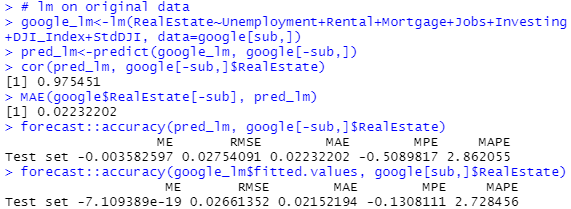 > # lm on original data
> google_lm<-lm(RealEstate~Unemployment+Rental+Mortgage+Jobs+Investing
+DJI_Index+StdDJI, data=google[sub,])
> pred_lm<-predict(google_lm, google[-sub,])
> cor(pred_lm, google[-sub,]$RealEstate)
[1] 0.975451
> MAE(google$RealEstate[-sub], pred_lm)
[1] 0.02232202
> forecast::accuracy(pred_lm, google[-sub,]$RealEstate)
ME RMSE MAE MPE MAPE
Test set -0.003582597 0.02754091 0.02232202 -0.5089817 2.862055
> forecast::accuracy(google_lm$fitted.values, google[sub,]$RealEstate)
ME RMSE MAE MPE MAPE
Test set -7.109389e-19 0.02661352 0.02152194 -0.1308111 2.728456